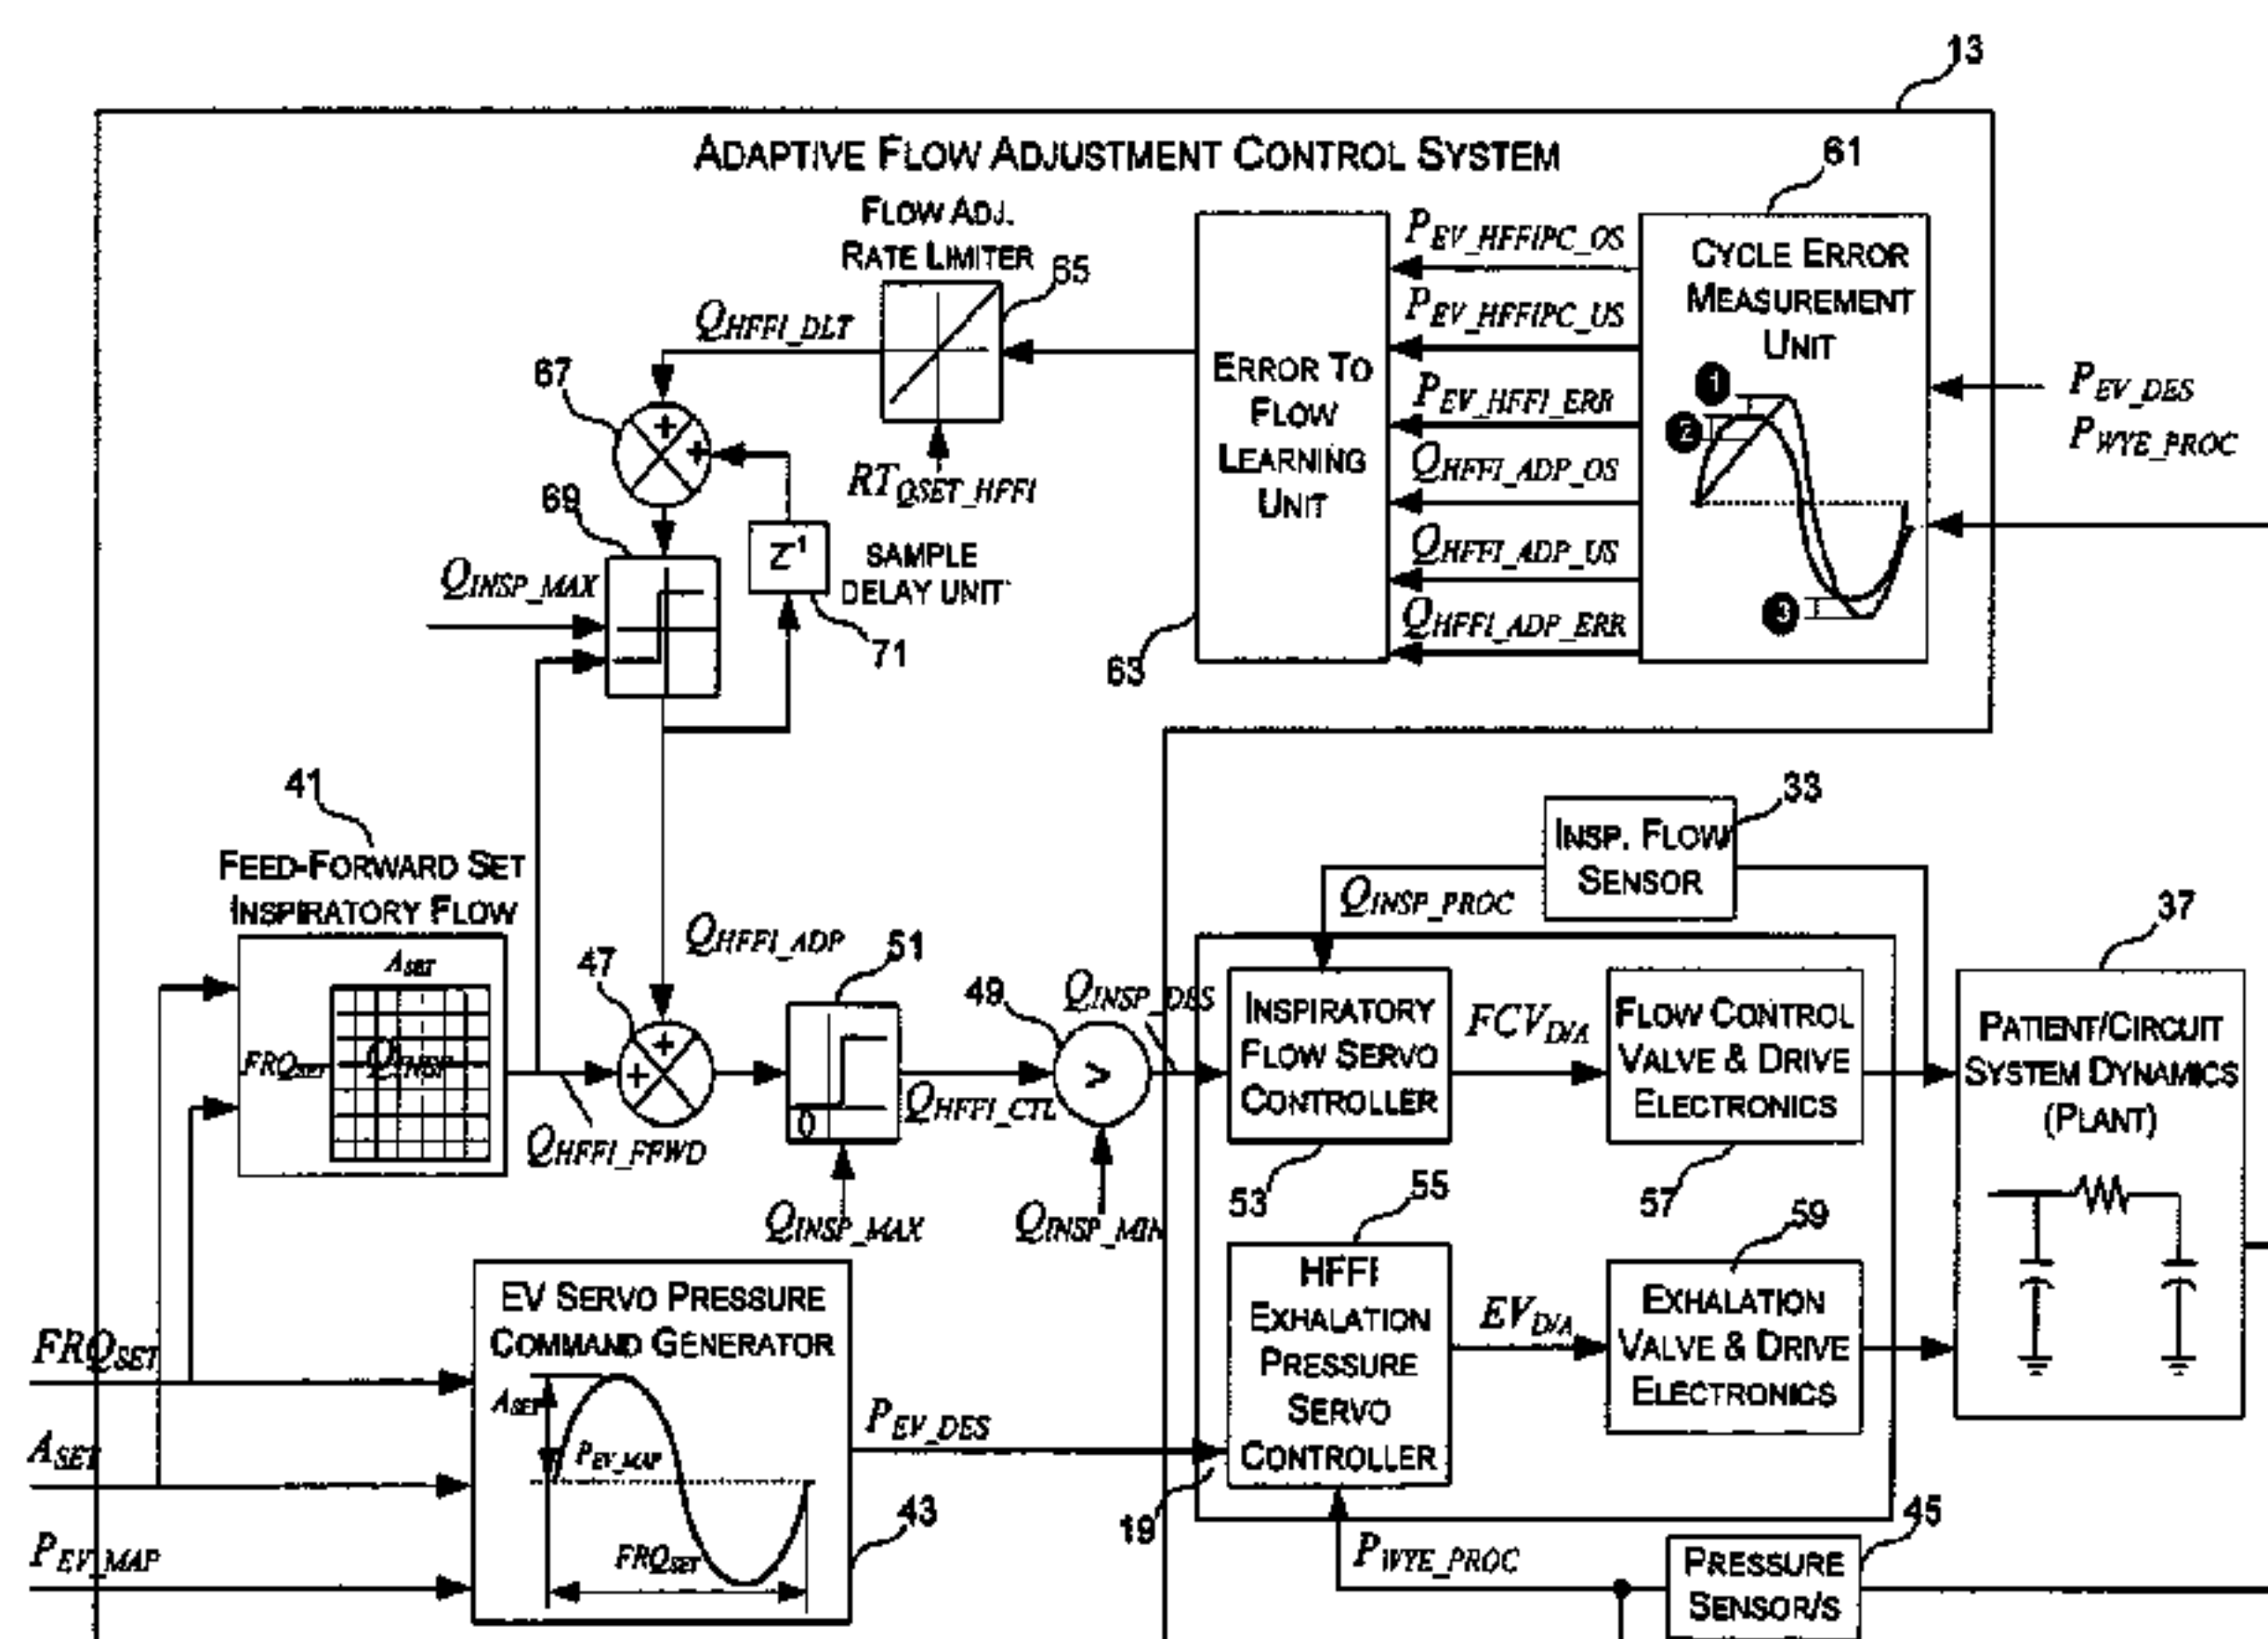 13
ADAPTIVE FLOW ADJUSTMENT CONTROL SYSTEM
61
FLOW ADJ.
RATE LIMITER
65
Q_HFFI_DLT
RT_QSET_HFFI
67
69
Q_INSP_MAX
Z^-1
SAMPLE
DELAY UNIT
71
ERROR TO
FLOW
LEARNING
UNIT
63
P_EV_HFFIPC_OS
P_EV_HFFIPC_US
P_EV_HFFI_ERR
Q_HFFI_ADP_OS
Q_HFFI_ADP_US
Q_HFFI_ADP_ERR
CYCLE ERROR
MEASUREMENT
UNIT
1
2
3
P_EV_DES
P_WYE_PROC
41
FEED-FORWARD SET
INSPIRATORY FLOW
A_SET
FRQ_SET
Q_INSP
Q_HFFI_FFWD
47
Q_HFFI_ADP
51
0
Q_INSP_MAX
Q_HFFI_CTL
49
>
Q_INSP_MIN
Q_INSP_DES
33
INSP. FLOW
SENSOR
Q_INSP_PROC
INSPIRATORY
FLOW SERVO
CONTROLLER
53
FCV_D/A
FLOW CONTROL
VALVE & DRIVE
ELECTRONICS
57
37
PATIENT/CIRCUIT
SYSTEM DYNAMICS
(PLANT)
55
HFFI
EXHALATION
PRESSURE
SERVO
CONTROLLER
19
EV_D/A
59
EXHALATION
VALVE & DRIVE
ELECTRONICS
FRQ_SET
A_SET
P_EV_MAP
EV SERVO PRESSURE
COMMAND GENERATOR
A_SET
P_EV_MAP
FRQ_SET
43
P_EV_DES
P_WYE_PROC
45
PRESSURE
SENSOR/S